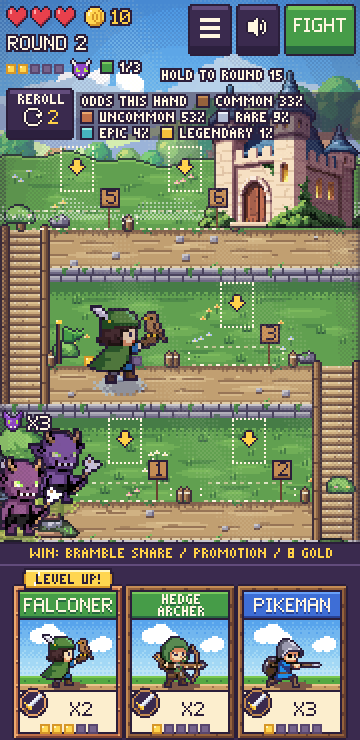 10
FIGHT
ROUND 2
1/3
HOLD TO ROUND 15
REROLL
2
ODDS THIS HAND
COMMON 33%
UNCOMMON 53%
RARE 9%
EPIC 4%
LEGENDARY 1%
5
6
3
X3
1
2
WIN: BRAMBLE SNARE / PROMOTION / 8 GOLD
LEVEL UP!
FALCONER
HEDGE
ARCHER
PIKEMAN
X2
X2
X3